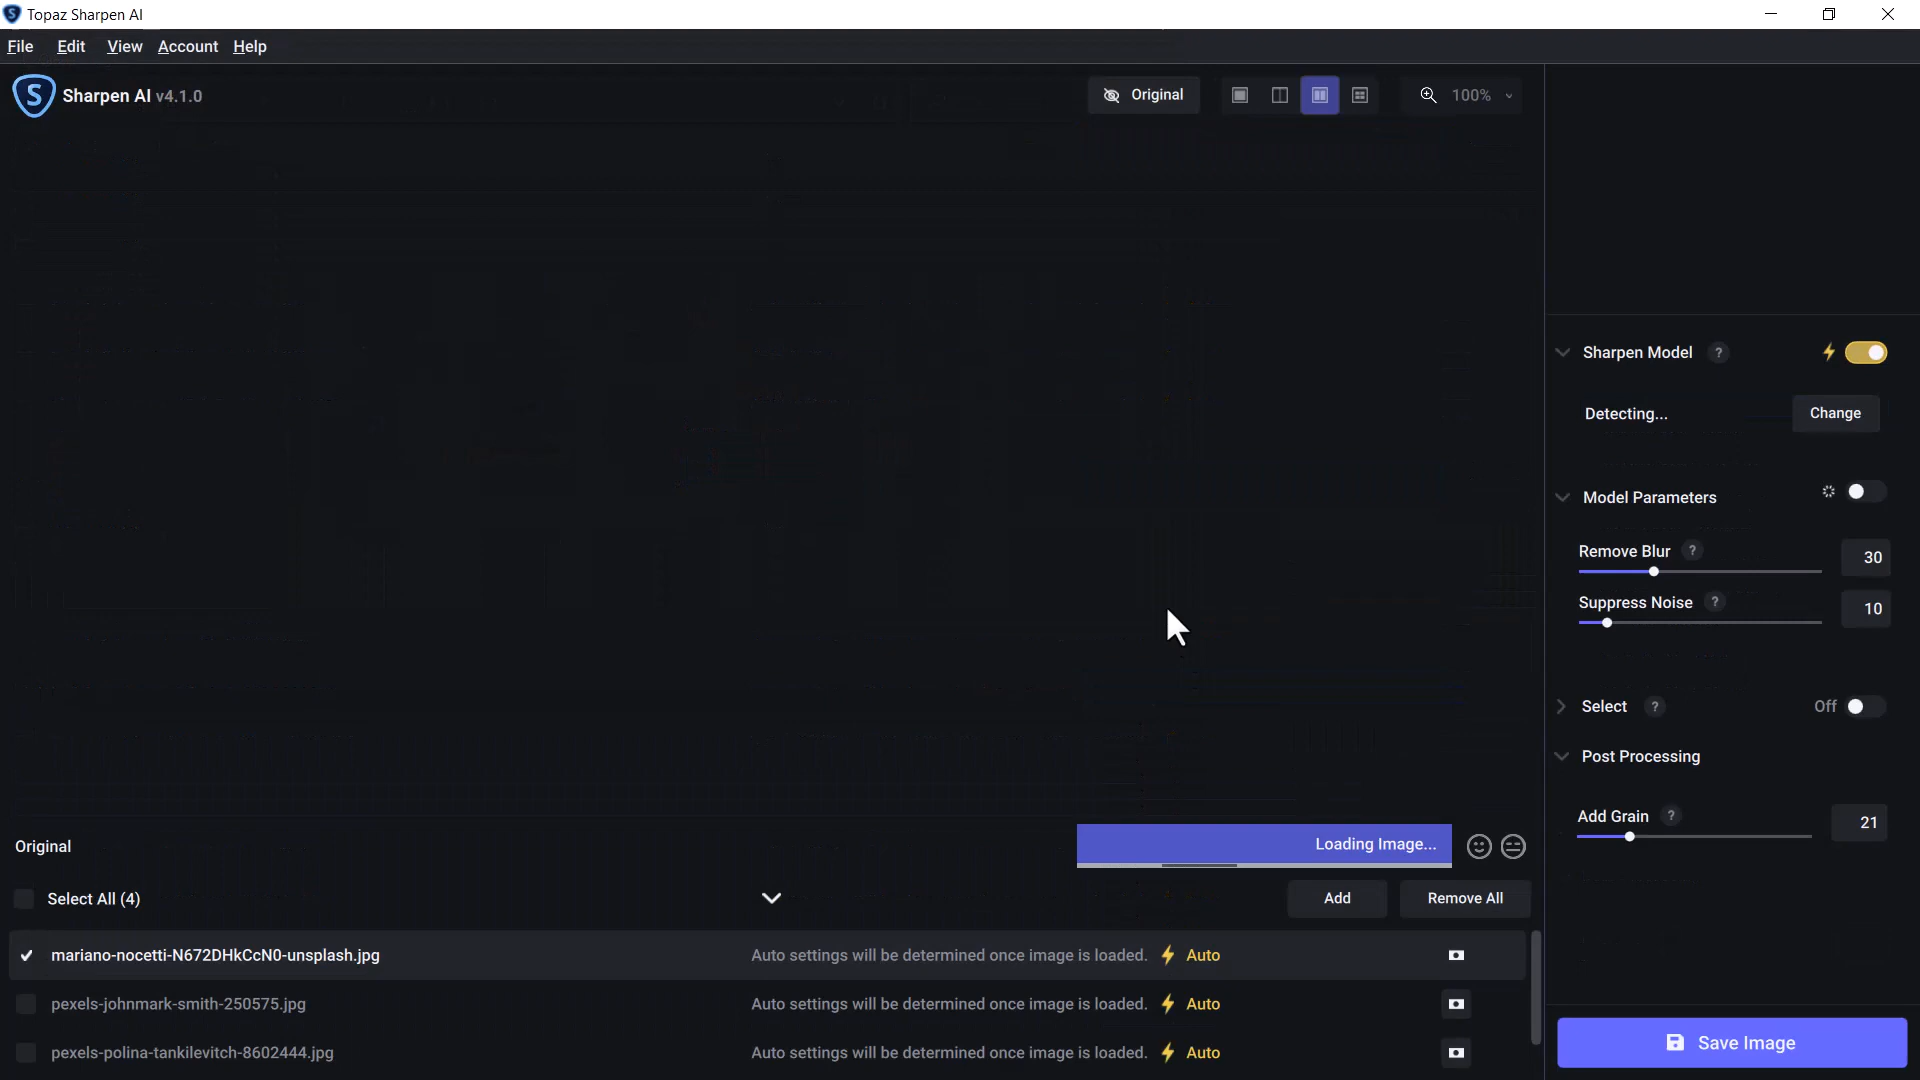 Topaz Sharpen AI
File Edit View Account Help
S Sharpen AI v4.1.0
Original
100%
Sharpen Model ?
Detecting... Change
Model Parameters
Remove Blur ? 30
Suppress Noise ? 10
Select ? Off
Post Processing
Add Grain ? 21
Original
Loading Image...
Select All (4)
Add
Remove All
mariano-nocetti-N672DHkCcN0-unsplash.jpg Auto settings will be determined once image is loaded. Auto
pexels-johnmark-smith-250575.jpg Auto settings will be determined once image is loaded. Auto
pexels-polina-tankilevitch-8602444.jpg Auto settings will be determined once image is loaded. Auto
Save Image